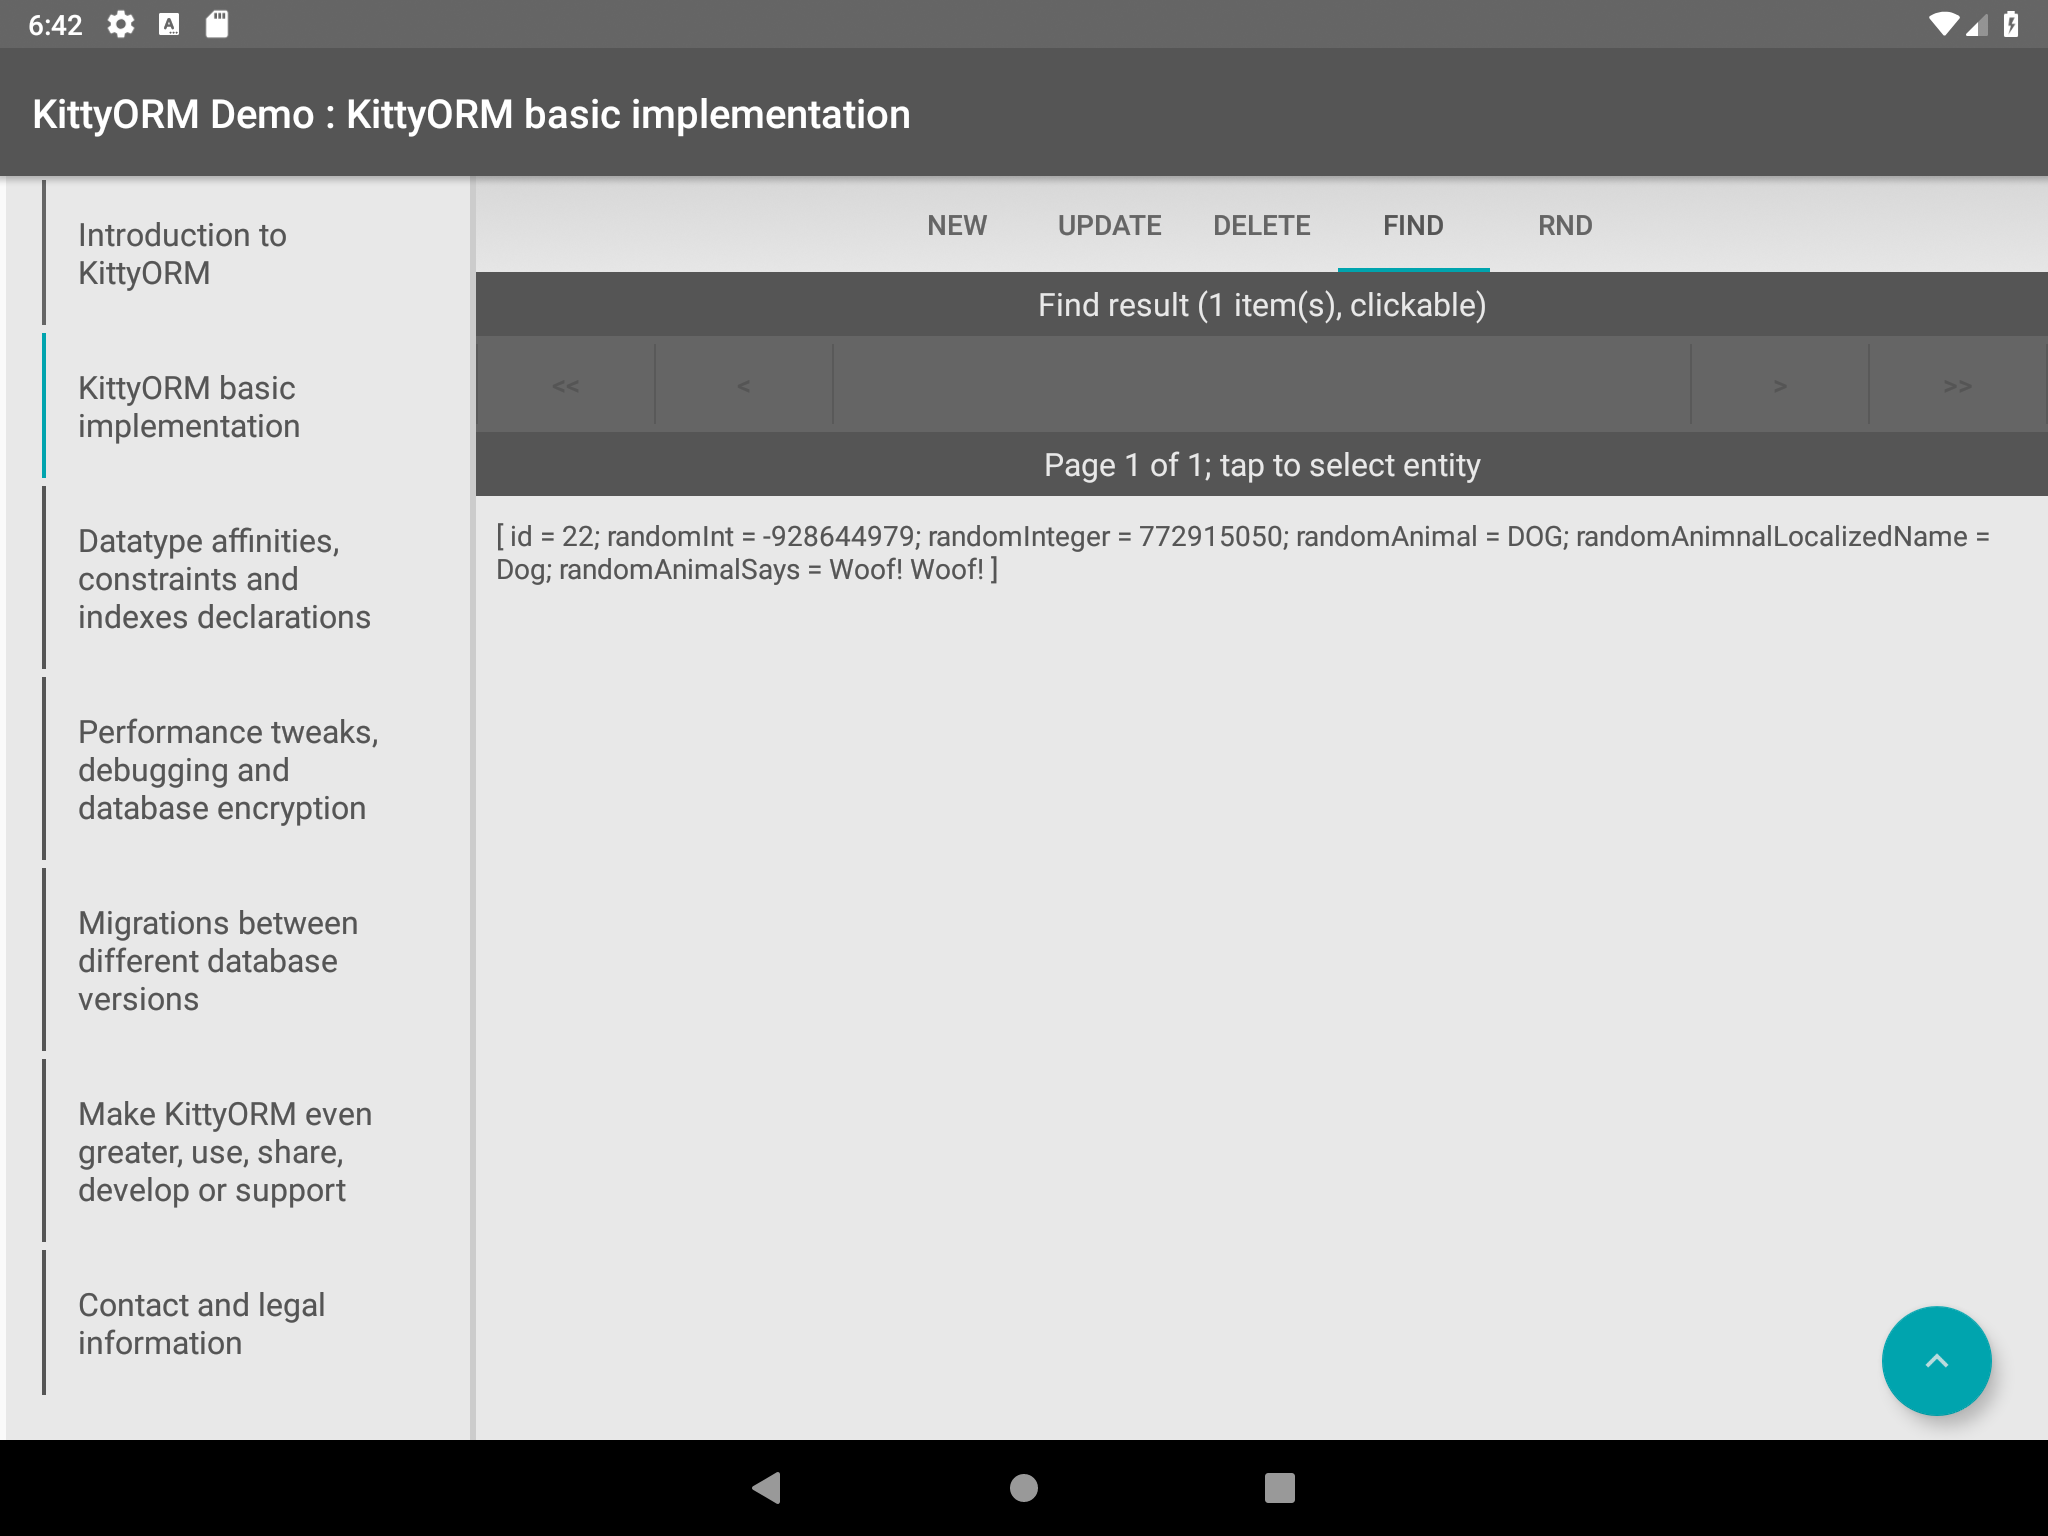 6:42
KittyORM Demo : KittyORM basic implementation
Introduction to
KittyORM
KittyORM basic
implementation
Datatype affinities,
constraints and
indexes declarations
Performance tweaks,
debugging and
database encryption
Migrations between
different database
versions
Make KittyORM even
greater, use, share,
develop or support
Contact and legal
information
NEW UPDATE DELETE FIND RND
Find result (1 item(s), clickable)
<< < > >>
Page 1 of 1; tap to select entity
[ id = 22; randomInt = -928644979; randomInteger = 772915050; randomAnimal = DOG; randomAnimnalLocalizedName =
Dog; randomAnimalSays = Woof! Woof! ]